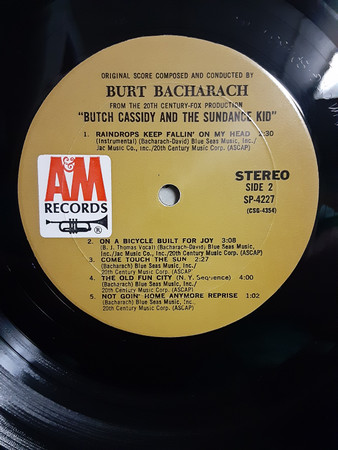 ORIGINAL SCORE COMPOSED AND CONDUCTED BY
BURT BACHARACH
FROM THE 20TH CENTURY-FOX PRODUCTION
"BUTCH CASSIDY AND THE SUNDANCE KID"
1. RAINDROPS KEEP FALLIN' ON MY HEAD 2:30
(Instrumental) (Bacharach-David) Blue Seas Music, Inc./
Jac Music Co., Inc./20th Century Music Corp. (ASCAP)
A&M
RECORDS
®
STEREO
SIDE 2
SP-4227
(CSG-4354)
2. ON A BICYCLE BUILT FOR JOY 3:08
(B. J. Thomas Vocal) (Bacharach-David) Blue Seas Music,
Inc./Jac Music Co., Inc./20th Century Music Corp. (ASCAP)
3. COME TOUCH THE SUN 2:27
(Bacharach) Blue Seas Music, Inc./
20th Century Music Corp. (ASCAP)
4. THE OLD FUN CITY (N.Y. Sequence) 4:00
(Bacharach) Blue Seas Music, Inc./
20th Century Music Corp. (ASCAP)
5. NOT GOIN' HOME ANYMORE REPRISE 1:02
(Bacharach) Blue Seas Music, Inc./
20th Century Music Corp. (ASCAP)